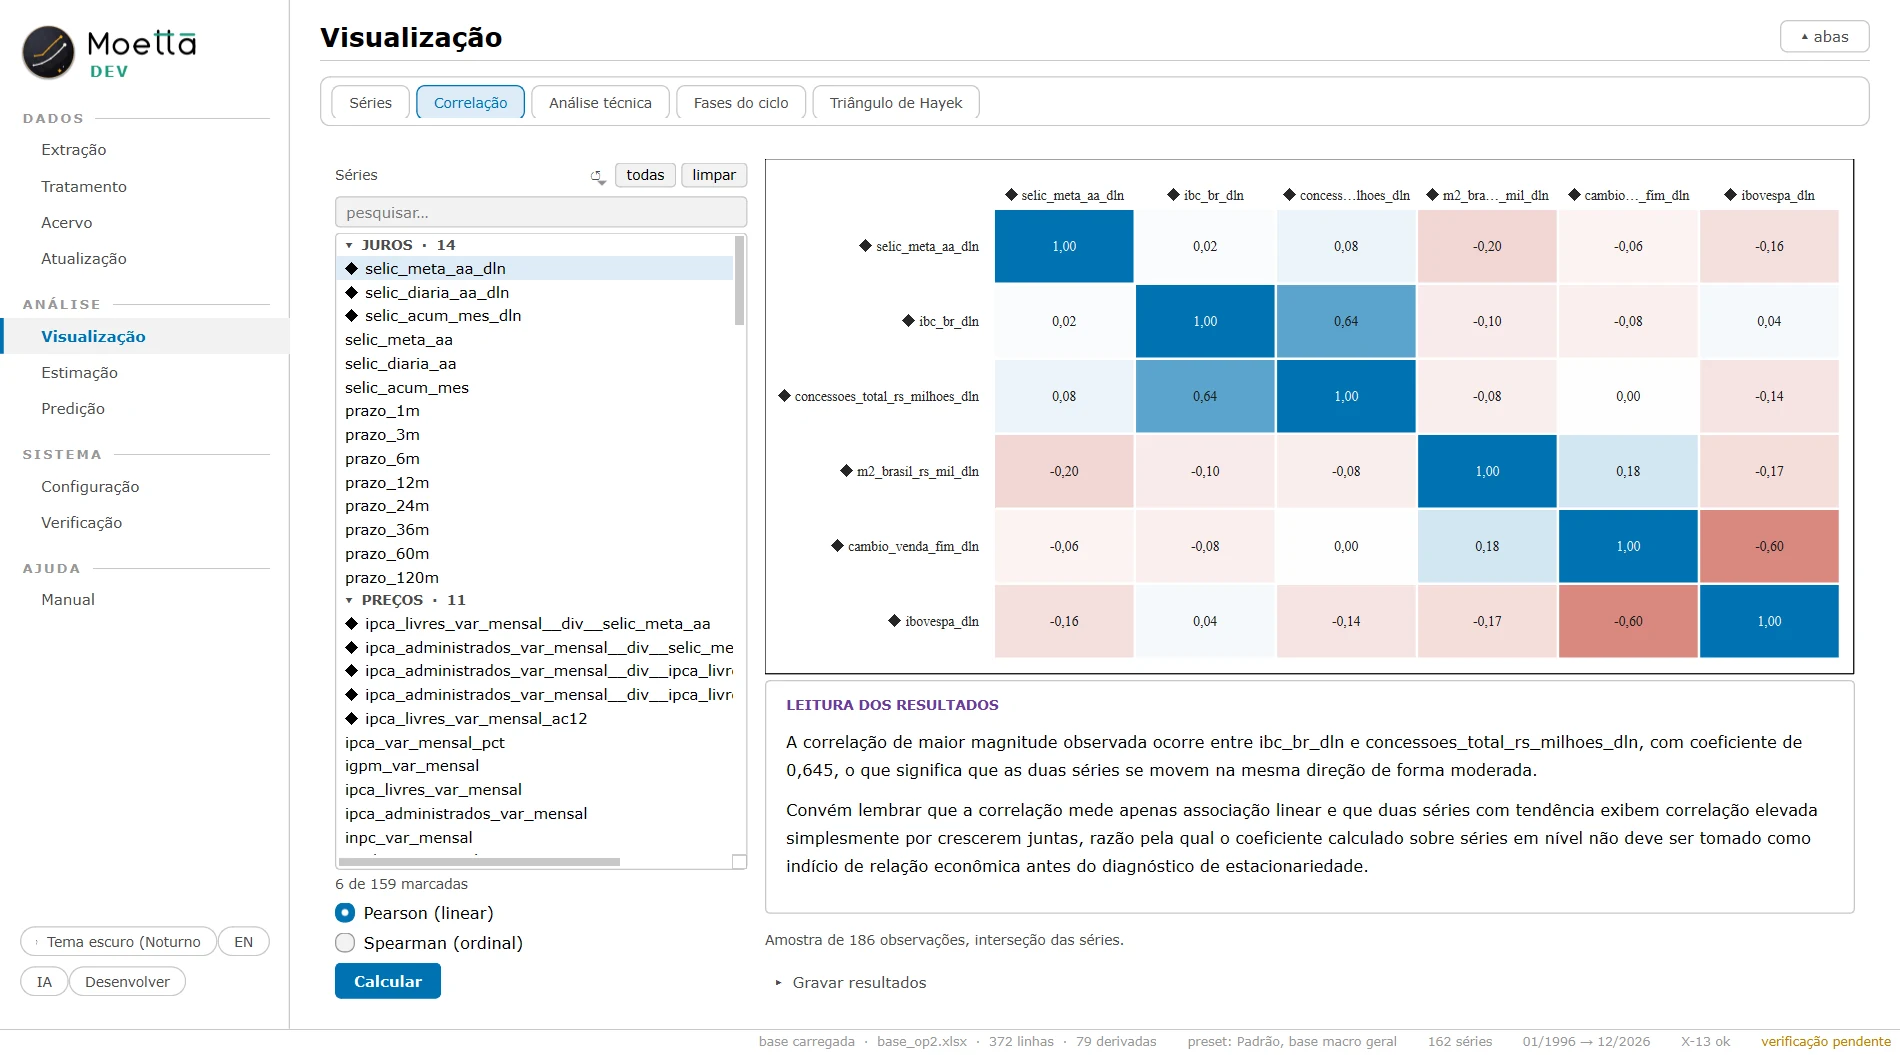 Moetta
DEV
DADOS
Extração
Tratamento
Acervo
Atualização
ANÁLISE
Visualização
Estimação
Predição
SISTEMA
Configuração
Verificação
AJUDA
Manual
Tema escuro (Noturno
EN
IA
Desenvolver
Visualização
▲ abas
Séries
Correlação
Análise técnica
Fases do ciclo
Triângulo de Hayek
Séries
todas
limpar
pesquisar...
▼ JUROS · 14
◆ selic_meta_aa_dln
◆ selic_diaria_aa_dln
◆ selic_acum_mes_dln
selic_meta_aa
selic_diaria_aa
selic_acum_mes
prazo_1m
prazo_3m
prazo_6m
prazo_12m
prazo_24m
prazo_36m
prazo_60m
prazo_120m
▼ PREÇOS · 11
◆ ipca_livres_var_mensal__div__selic_meta_aa
◆ ipca_administrados_var_mensal__div__selic_me
◆ ipca_administrados_var_mensal__div__ipca_livr
◆ ipca_administrados_var_mensal__div__ipca_livr
◆ ipca_livres_var_mensal_ac12
ipca_var_mensal_pct
igpm_var_mensal
ipca_livres_var_mensal
ipca_administrados_var_mensal
inpc_var_mensal
6 de 159 marcadas
Pearson (linear)
Spearman (ordinal)
Calcular
◆ selic_meta_aa_dln ◆ ibc_br_dln ◆ concess…lhoes_dln ◆ m2_bra…_mil_dln ◆ cambio…_fim_dln ◆ ibovespa_dln
◆ selic_meta_aa_dln 1,00 0,02 0,08 -0,20 -0,06 -0,16
◆ ibc_br_dln 0,02 1,00 0,64 -0,10 -0,08 0,04
◆ concessoes_total_rs_milhoes_dln 0,08 0,64 1,00 -0,08 0,00 -0,14
◆ m2_brasil_rs_mil_dln -0,20 -0,10 -0,08 1,00 0,18 -0,17
◆ cambio_venda_fim_dln -0,06 -0,08 0,00 0,18 1,00 -0,60
◆ ibovespa_dln -0,16 0,04 -0,14 -0,17 -0,60 1,00
LEITURA DOS RESULTADOS
A correlação de maior magnitude observada ocorre entre ibc_br_dln e concessoes_total_rs_milhoes_dln, com coeficiente de
0,645, o que significa que as duas séries se movem na mesma direção de forma moderada.
Convém lembrar que a correlação mede apenas associação linear e que duas séries com tendência exibem correlação elevada
simplesmente por crescerem juntas, razão pela qual o coeficiente calculado sobre séries em nível não deve ser tomado como
indício de relação econômica antes do diagnóstico de estacionariedade.
Amostra de 186 observações, interseção das séries.
▸ Gravar resultados
base carregada · base_op2.xlsx · 372 linhas · 79 derivadas preset: Padrão, base macro geral 162 séries 01/1996 → 12/2026 X-13 ok verificação pendente